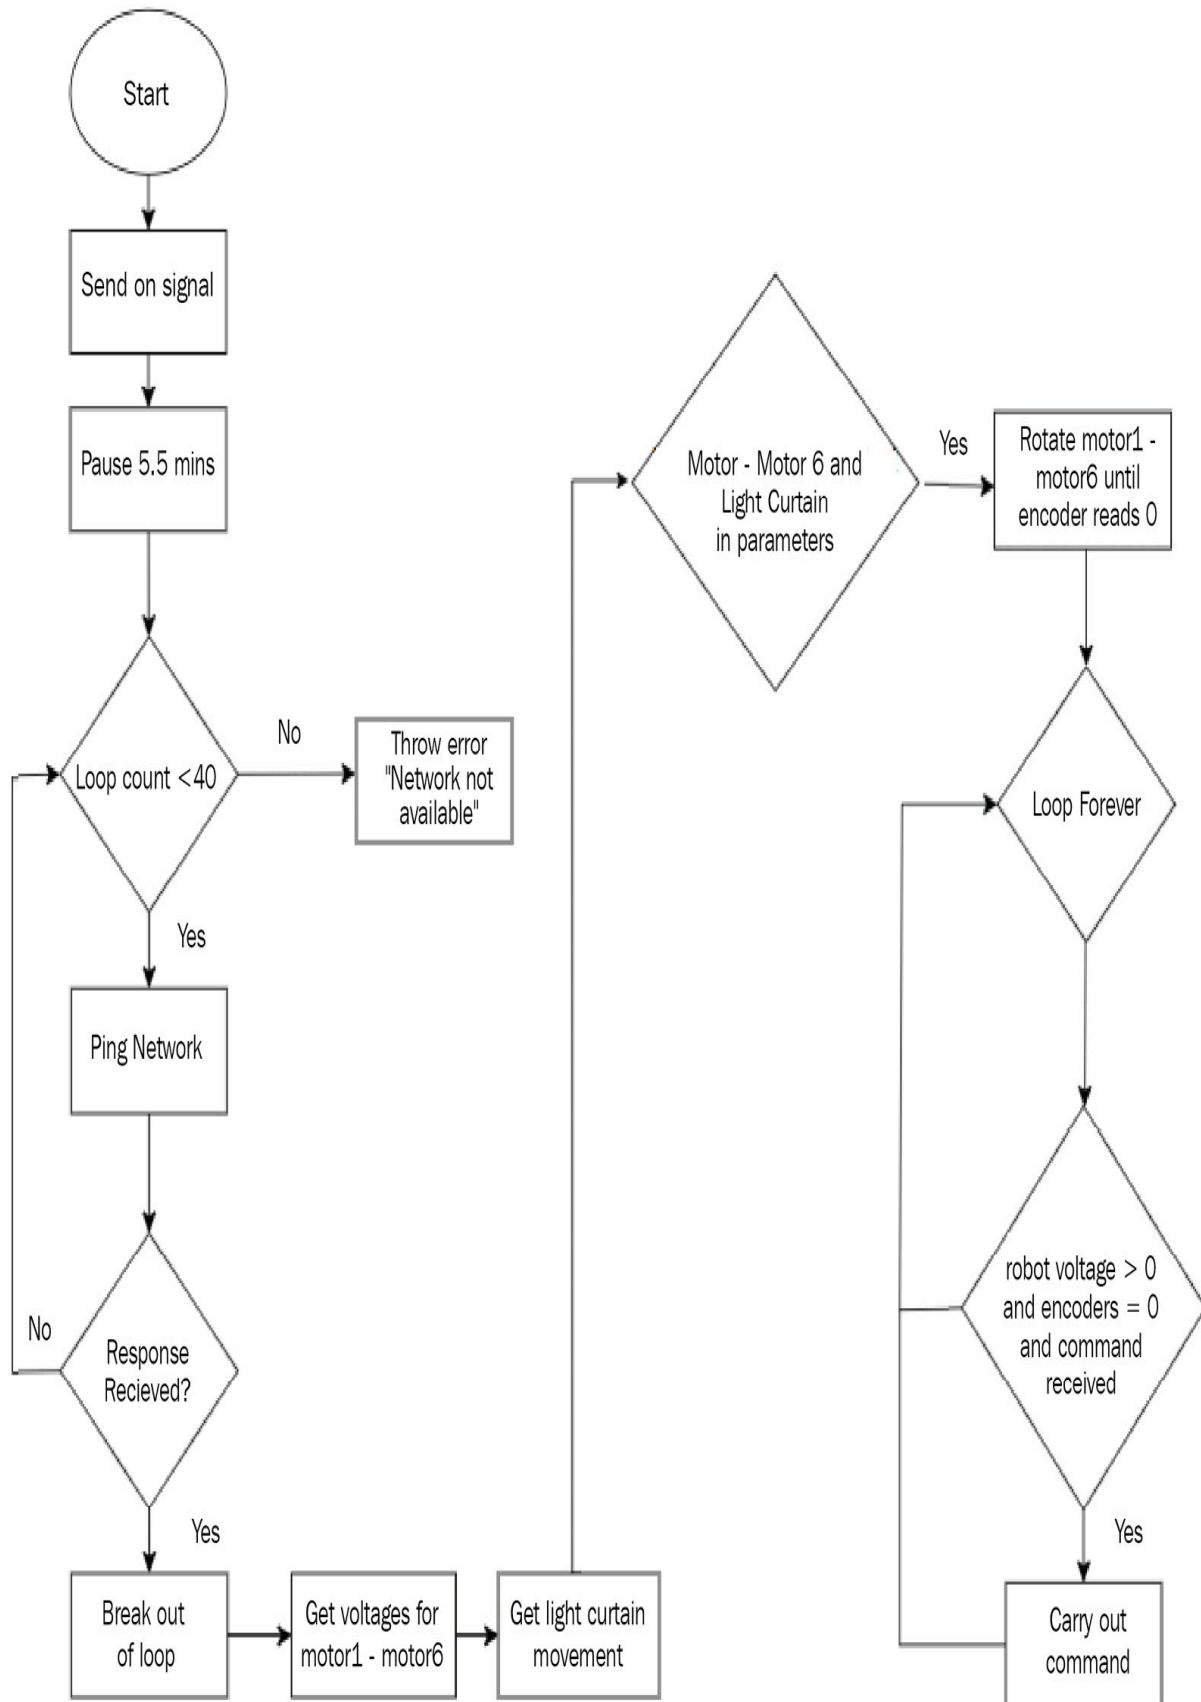 Start
Send on signal
Pause 5.5 mins
Loop count <40
No
Throw error
"Network not
available"
Yes
Ping Network
No
Response
Recieved?
Yes
Break out
of loop
Get voltages for
motor1 - motor6
Get light curtain
movement
Motor - Motor 6 and
Light Curtain
in parameters
Yes
Rotate motor1 -
motor6 until
encoder reads 0
Loop Forever
robot voltage > 0
and encoders = 0
and command
received
Yes
Carry out
command